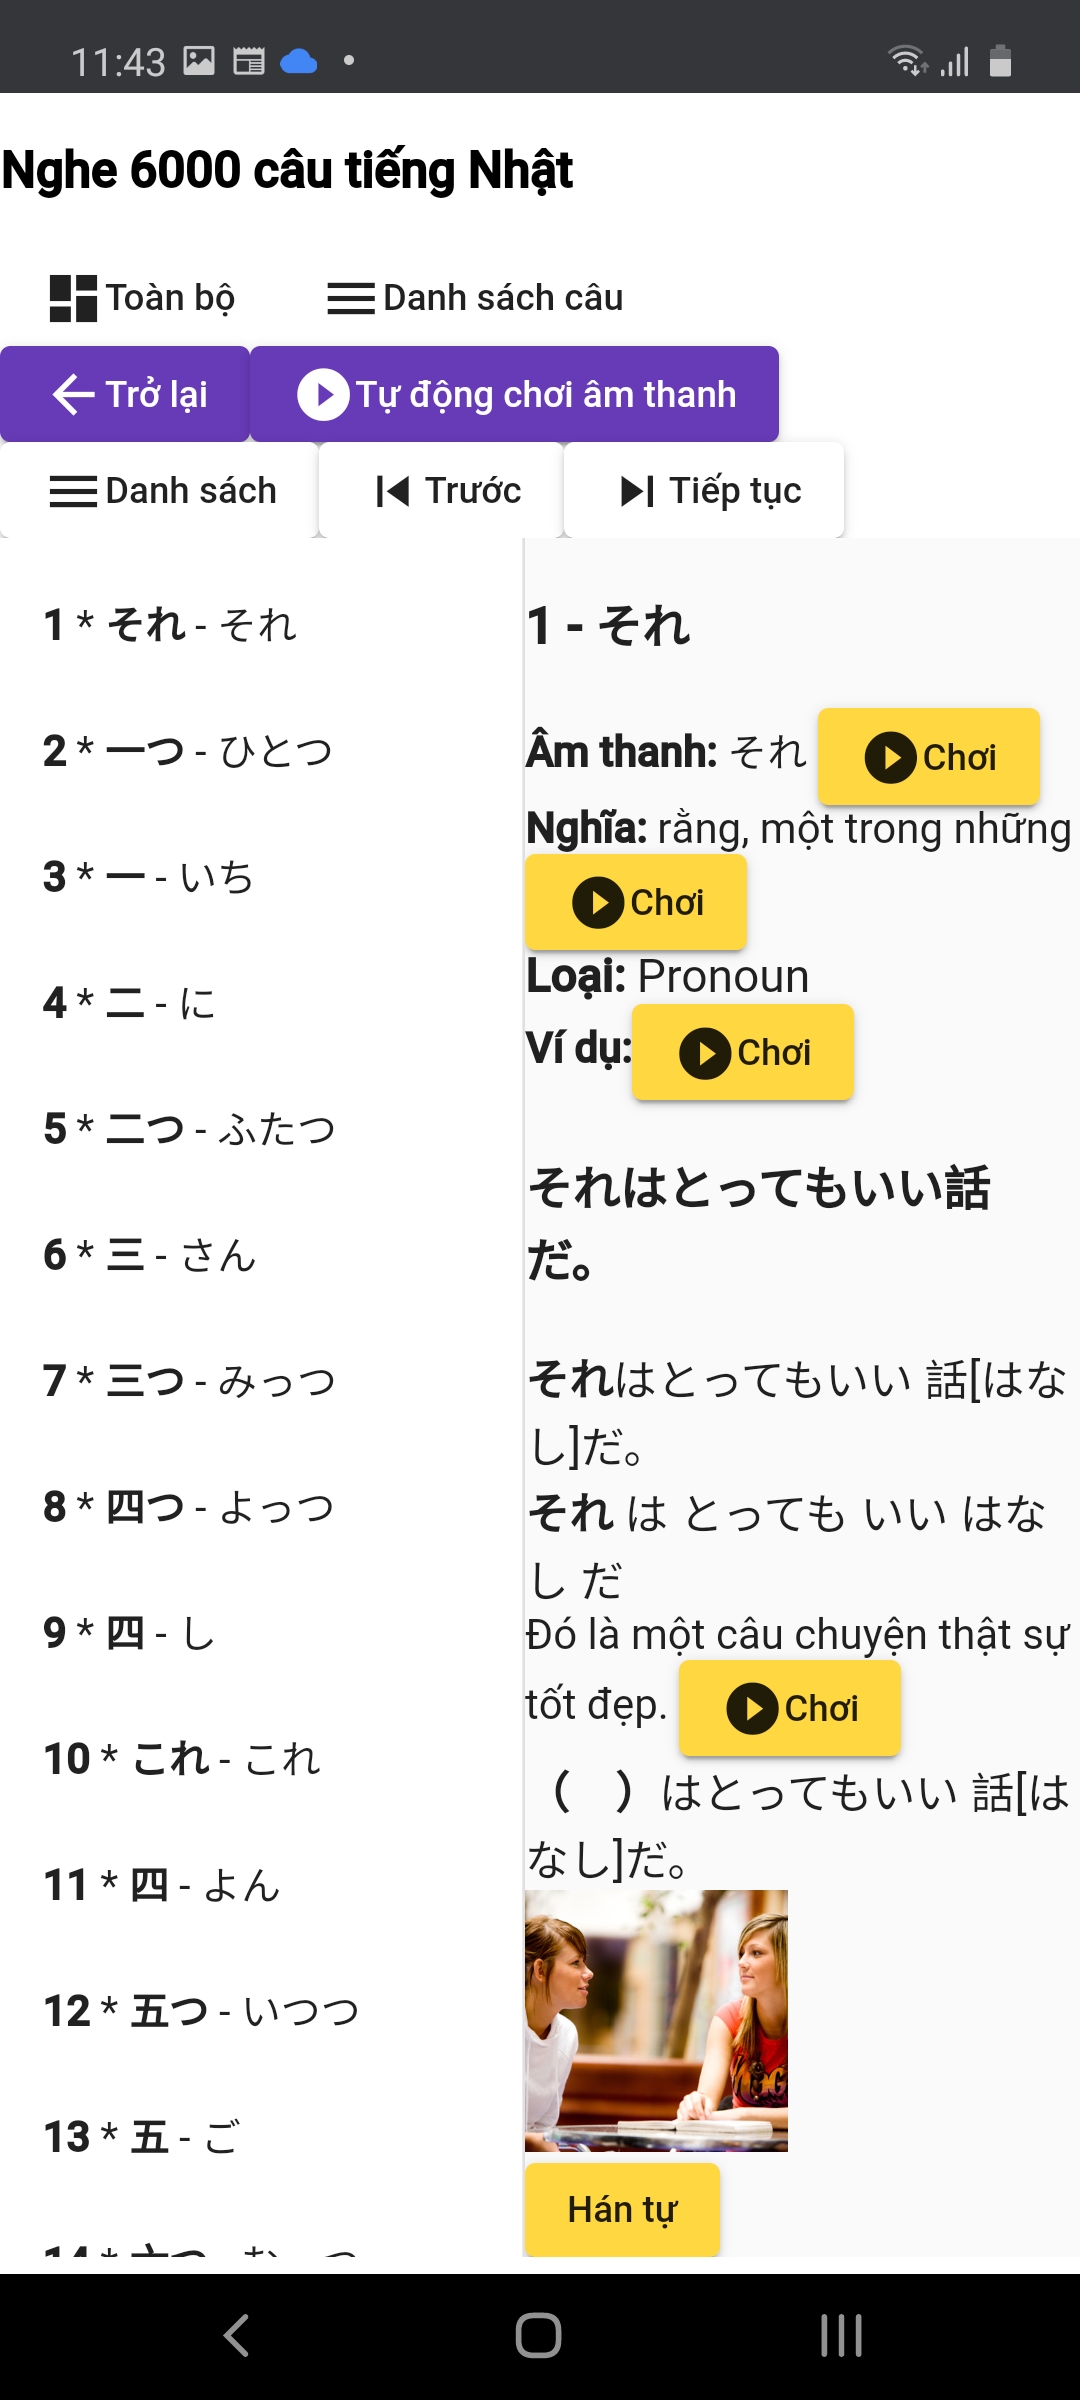 11:43
Nghe 6000 câu tiếng Nhật
Toàn bộ
Danh sách câu
Trở lại
Tự động chơi âm thanh
Danh sách
Trước
Tiếp tục
1 * それ - それ
2 * 一つ - ひとつ
3 * 一 - いち
4 * 二 - に
5 * 二つ - ふたつ
6 * 三 - さん
7 * 三つ - みっつ
8 * 四つ - よっつ
9 * 四 - し
10 * これ - これ
11 * 四 - よん
12 * 五つ - いつつ
13 * 五 - ご
1 - それ
Âm thanh: それ Chơi
Nghĩa: rằng, một trong những
Chơi
Loại: Pronoun
Ví dụ: Chơi
それはとってもいい話
だ。
それはとってもいい 話[はな
し]だ。
それ は とっても いい はな
し だ
Đó là một câu chuyện thật sự
tốt đẹp. Chơi
（　）はとってもいい 話[は
なし]だ。
Hán tự